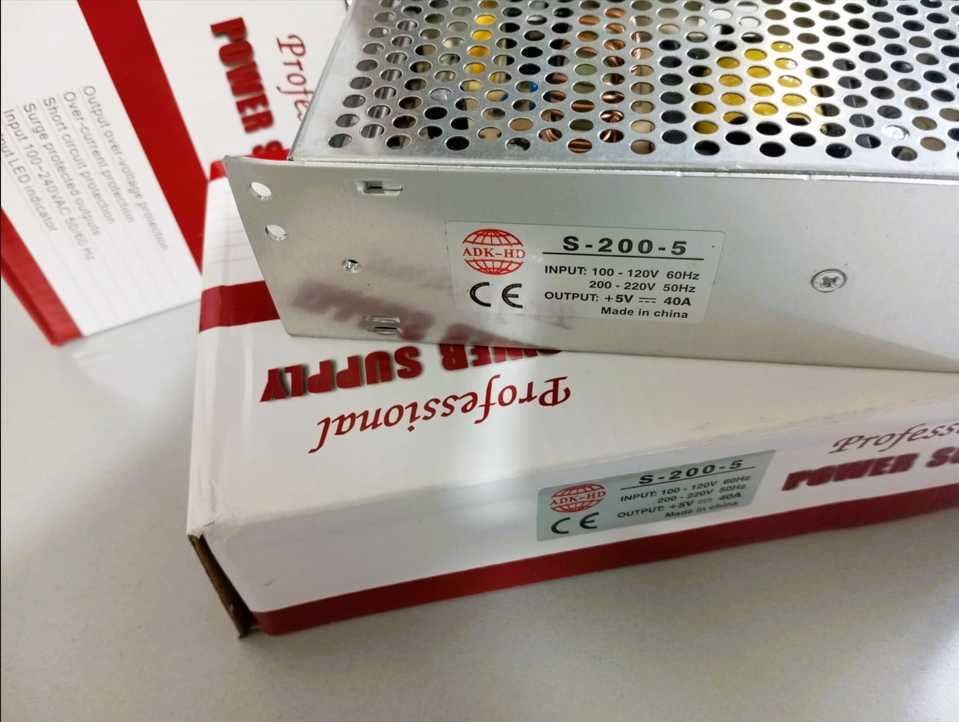 Professional
POWER S
Output over-voltage protection
Over-current protection
Short circuit protection
Surge protected outputs
Input 100-240VAC 50/60 Hz
Input LED indicator
ADK-HD
CE
S-200-5
INPUT: 100 - 120V 60Hz
200 - 220V 50Hz
OUTPUT: +5V ⎓ 40A
Made in china
POWER SUPPLY
Professional
Profess
POWER SU
ADK-HD
CE
S-200-5
INPUT: 100 - 120V 60Hz
200 - 220V 50Hz
OUTPUT: +5V ⎓ 40A
Made in china